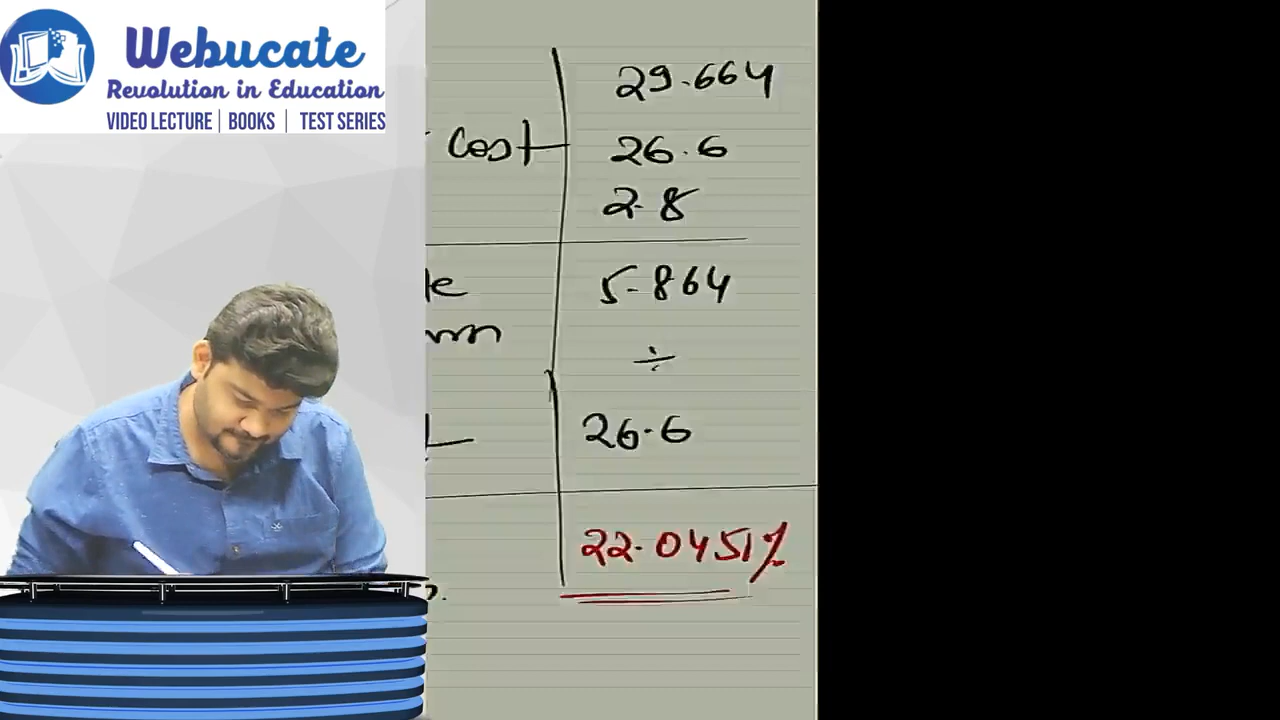 Webucate
Revolution in Education
VIDEO LECTURE | BOOKS | TEST SERIES
29.664
cost 26.6
2.8
5.864
÷
26.6
22.0451%